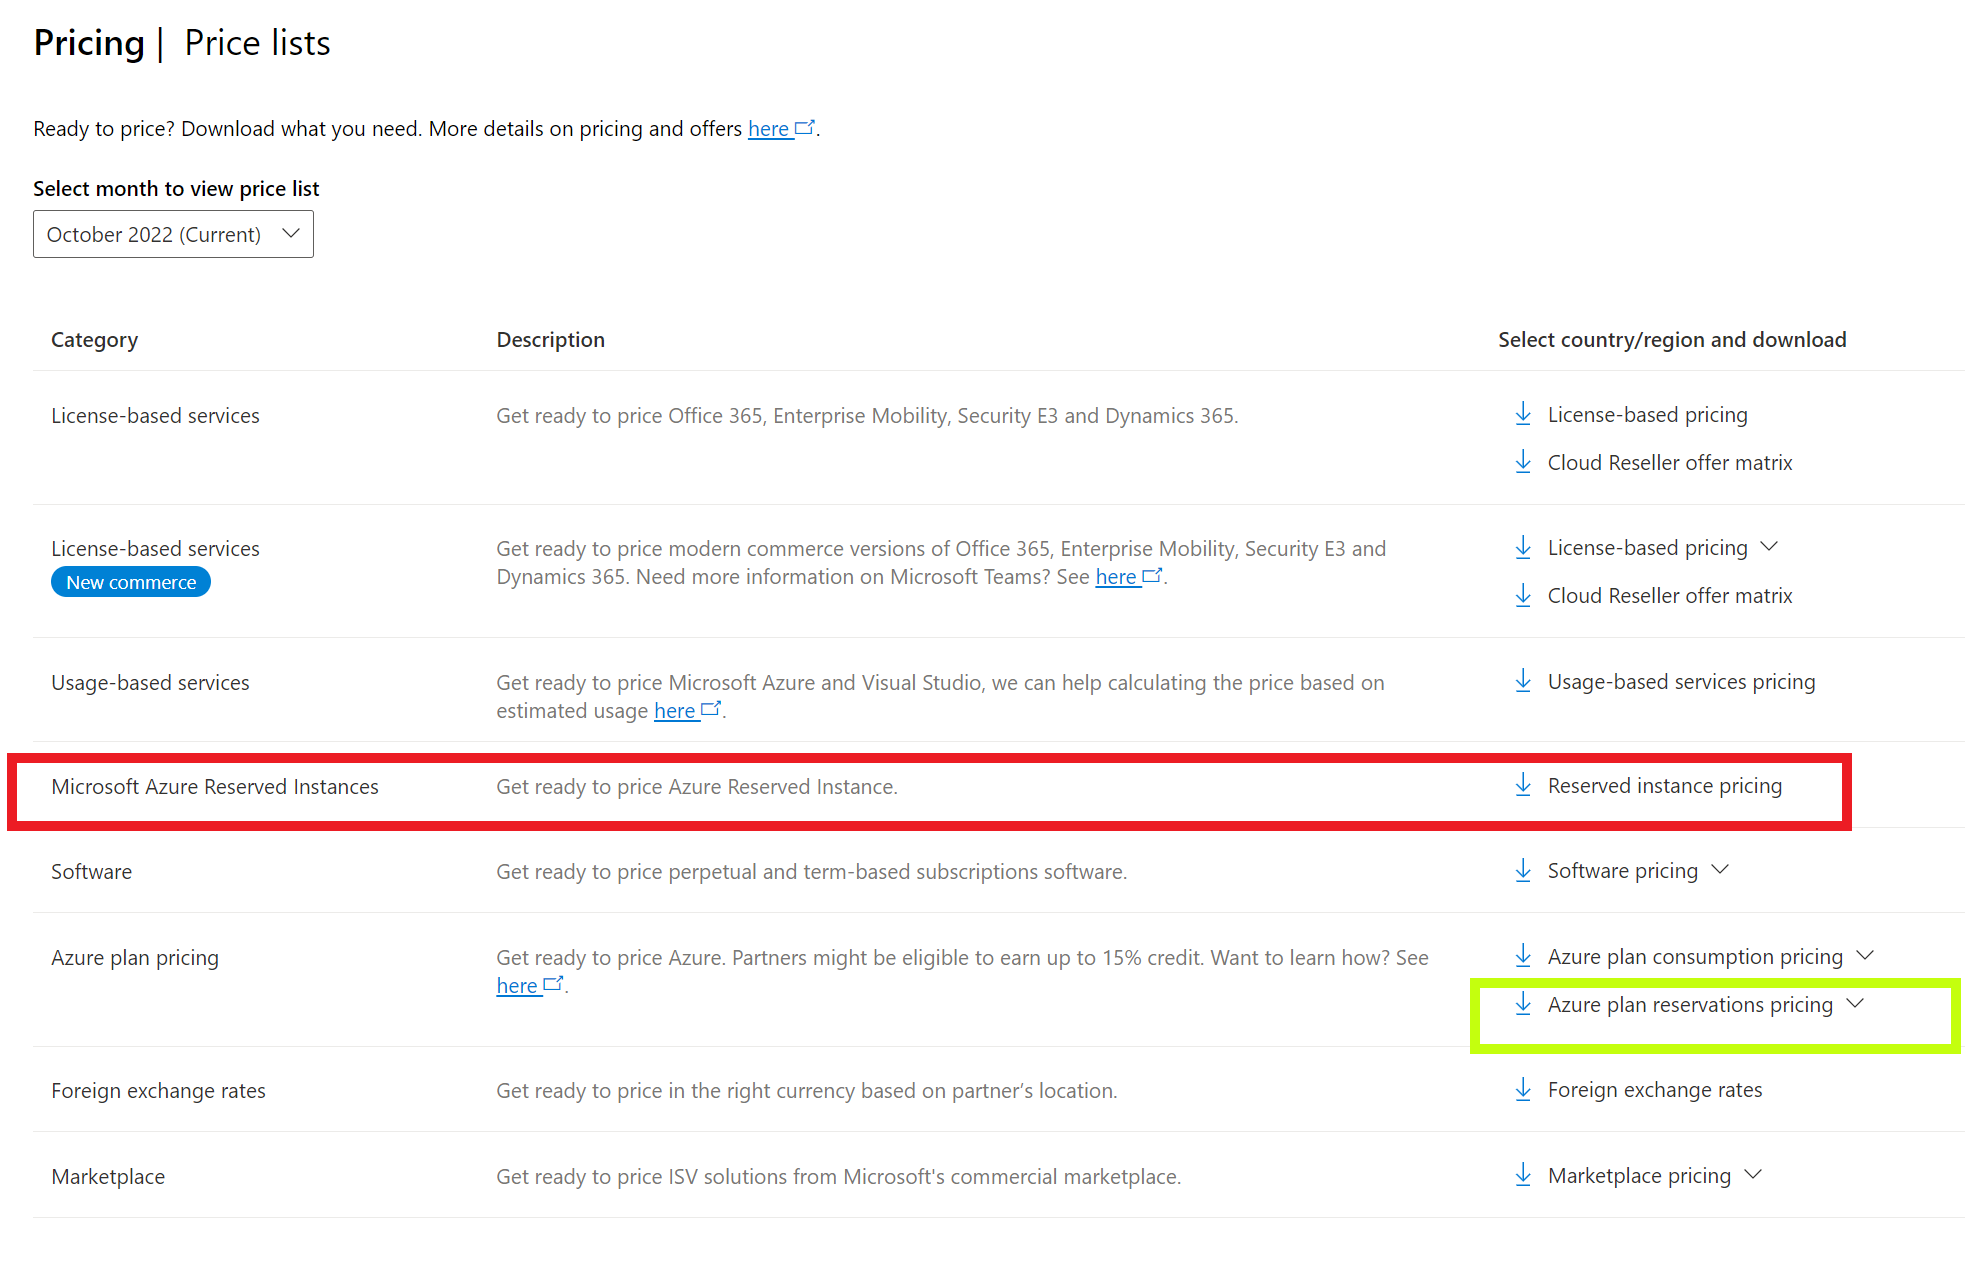 Pricing | Price lists
Ready to price? Download what you need. More details on pricing and offers here.
Select month to view price list
October 2022 (Current)
Category Description Select country/region and download
License-based services Get ready to price Office 365, Enterprise Mobility, Security E3 and Dynamics 365. License-based pricing
Cloud Reseller offer matrix
License-based services Get ready to price modern commerce versions of Office 365, Enterprise Mobility, Security E3 and License-based pricing
New commerce Dynamics 365. Need more information on Microsoft Teams? See here. Cloud Reseller offer matrix
Usage-based services Get ready to price Microsoft Azure and Visual Studio, we can help calculating the price based on Usage-based services pricing
estimated usage here.
Microsoft Azure Reserved Instances Get ready to price Azure Reserved Instance. Reserved instance pricing
Software Get ready to price perpetual and term-based subscriptions software. Software pricing
Azure plan pricing Get ready to price Azure. Partners might be eligible to earn up to 15% credit. Want to learn how? See Azure plan consumption pricing
here. Azure plan reservations pricing
Foreign exchange rates Get ready to price in the right currency based on partner’s location. Foreign exchange rates
Marketplace Get ready to price ISV solutions from Microsoft's commercial marketplace. Marketplace pricing